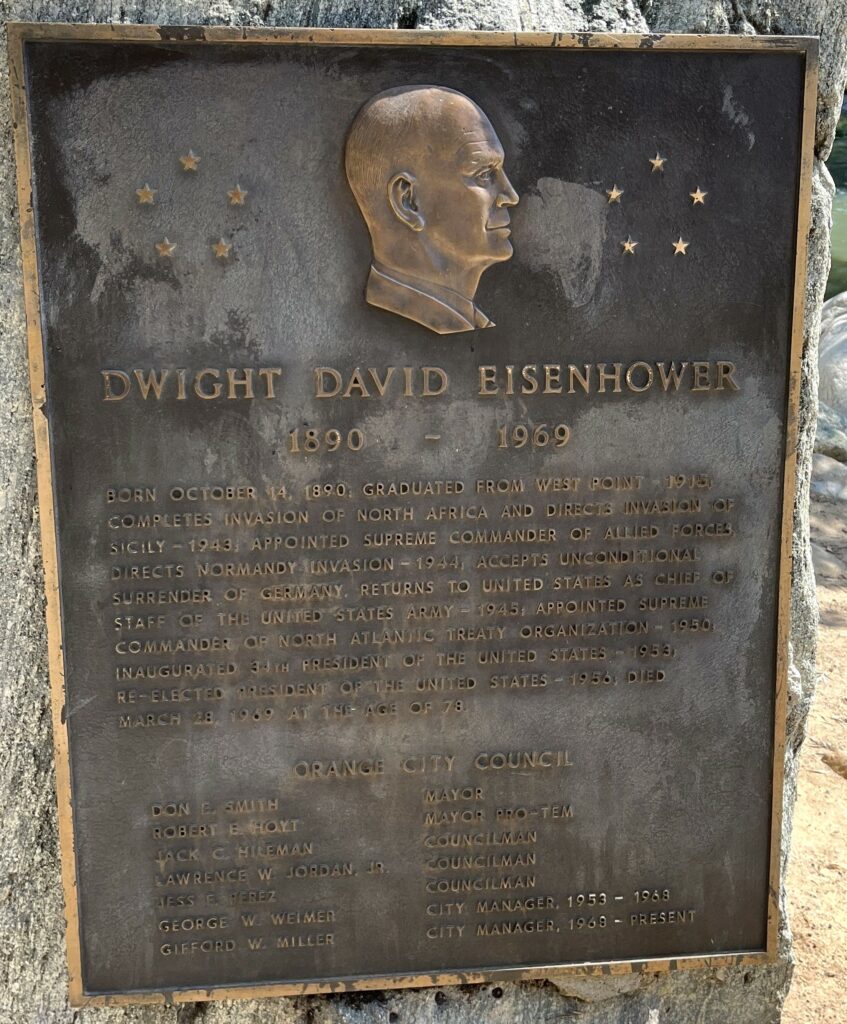 DWIGHT DAVID EISENHOWER
1890 - 1969
BORN OCTOBER 14, 1890; GRADUATED FROM WEST POINT - 1915;
COMPLETES INVASION OF NORTH AFRICA AND DIRECTS INVASION OF
SICILY - 1943; APPOINTED SUPREME COMMANDER OF ALLIED FORCES,
DIRECTS NORMANDY INVASION - 1944, ACCEPTS UNCONDITIONAL
SURRENDER OF GERMANY, RETURNS TO UNITED STATES AS CHIEF OF
STAFF OF THE UNITED STATES ARMY - 1945; APPOINTED SUPREME
COMMANDER OF NORTH ATLANTIC TREATY ORGANIZATION - 1950;
INAUGURATED 34TH PRESIDENT OF THE UNITED STATES - 1953;
RE-ELECTED PRESIDENT OF THE UNITED STATES - 1956; DIED
MARCH 28, 1969 AT THE AGE OF 78.
ORANGE CITY COUNCIL
DON E. SMITH MAYOR
ROBERT E. HOYT MAYOR PRO-TEM
JACK C. HILEMAN COUNCILMAN
LAWRENCE W. JORDAN, JR. COUNCILMAN
JESS F. PEREZ COUNCILMAN
GEORGE W. WEIMER CITY MANAGER, 1953 - 1968
GIFFORD W. MILLER CITY MANAGER, 1968 - PRESENT